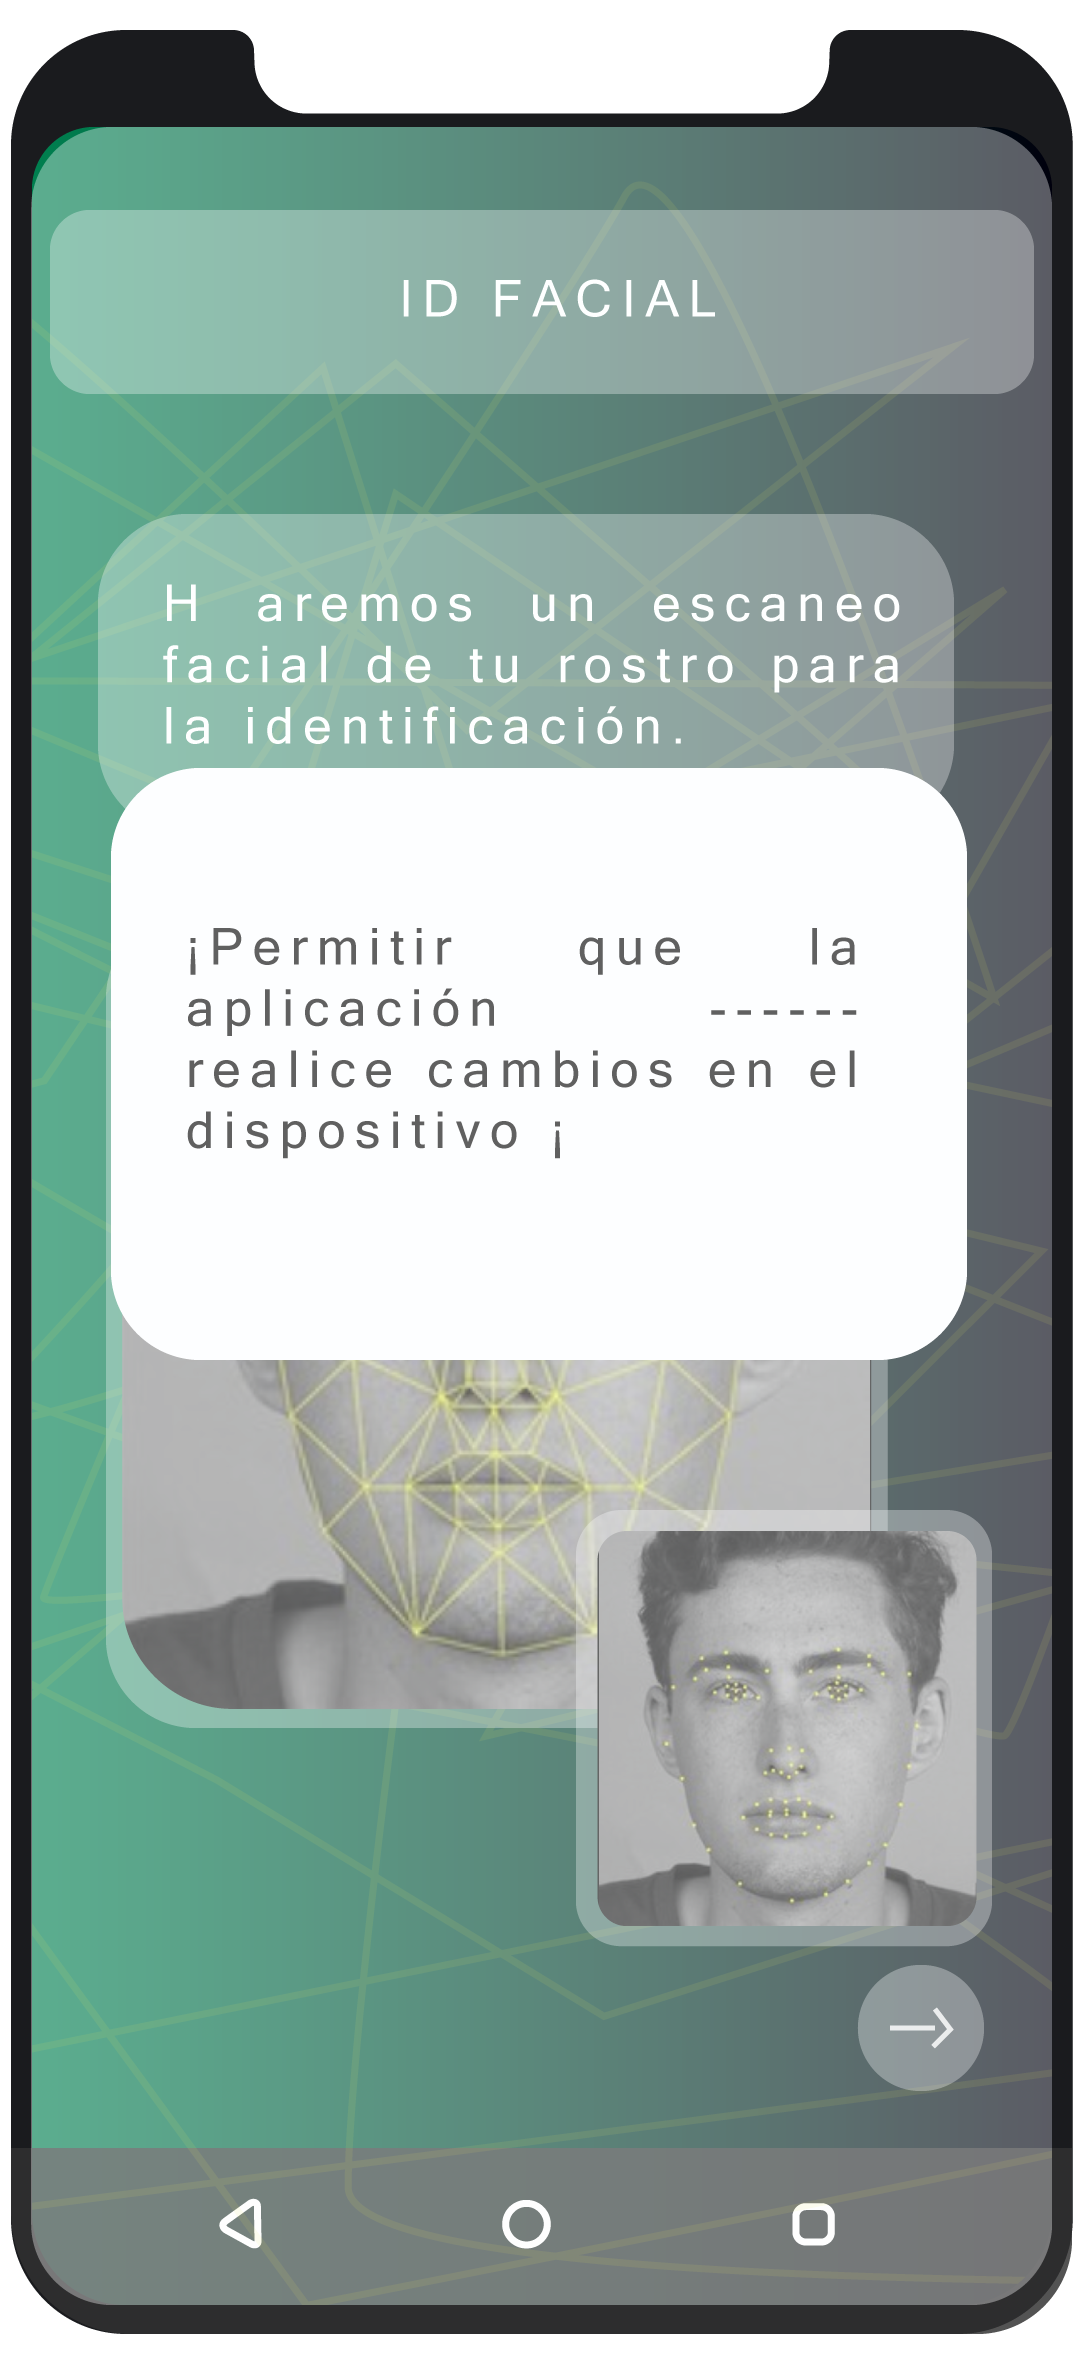 ID FACIAL
H aremos un escaneo
facial de tu rostro para
la identificación.
¡Permitir que la
aplicación ------
realice cambios en el
dispositivo ¡